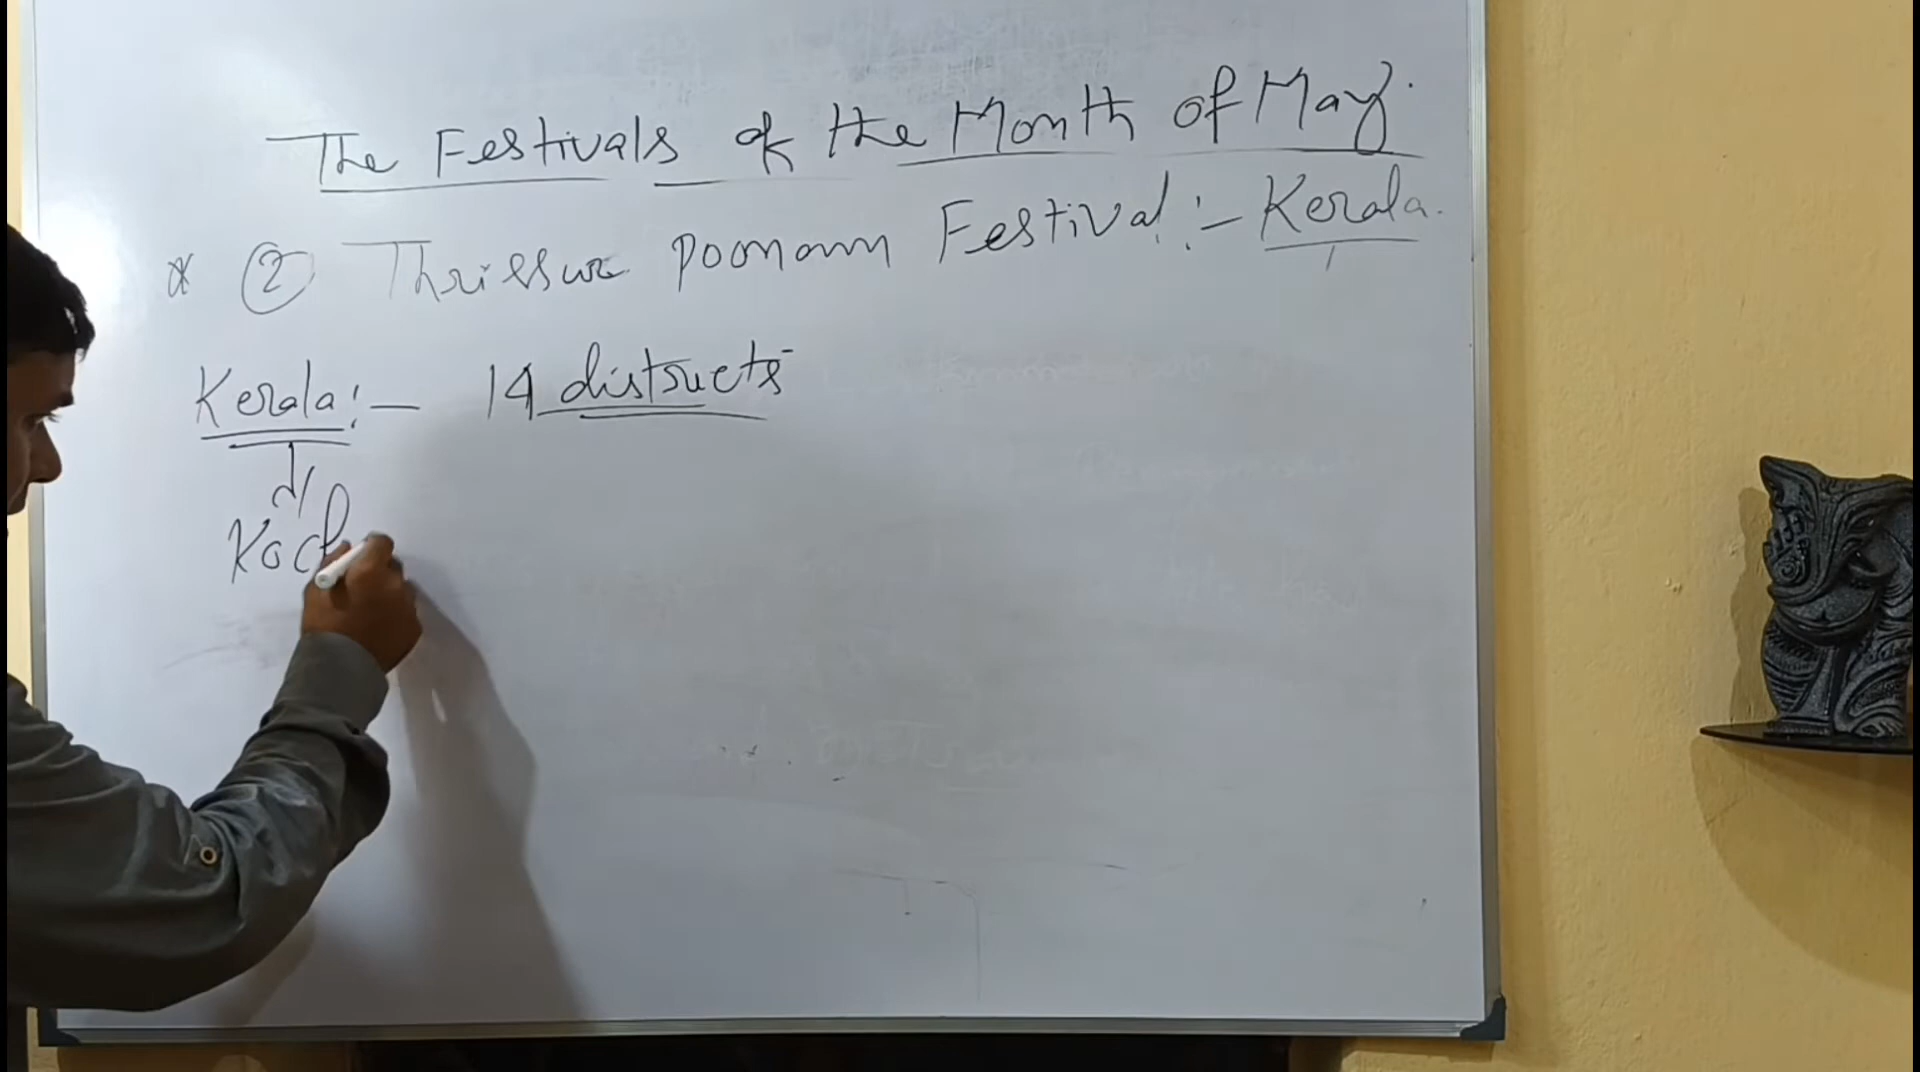 The Festivals of the Month of May.
* ② Thrissur Pooram Festival :- Kerala.
Kerala :- 14 districts
Koch